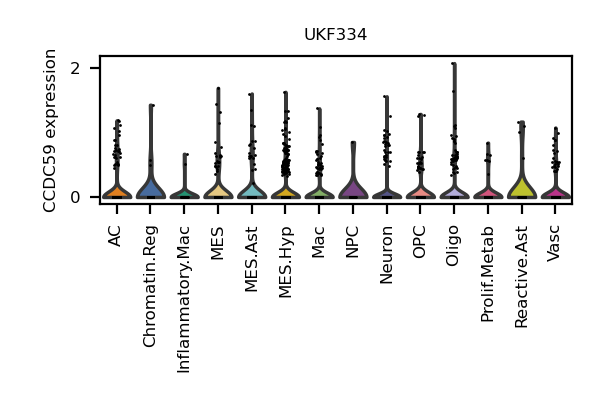 UKF334
CCDC59 expression
2
0
AC
Chromatin.Reg
Inflammatory.Mac
MES
MES.Ast
MES.Hyp
Mac
NPC
Neuron
OPC
Oligo
Prolif.Metab
Reactive.Ast
Vasc